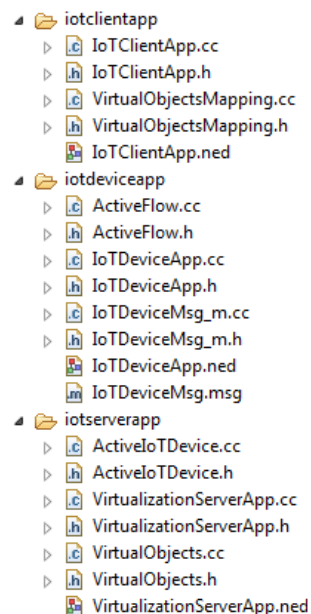 iotclientapp
IoTClientApp.cc
IoTClientApp.h
VirtualObjectsMapping.cc
VirtualObjectsMapping.h
IoTClientApp.ned
iotdeviceapp
ActiveFlow.cc
ActiveFlow.h
IoTDeviceApp.cc
IoTDeviceApp.h
IoTDeviceMsg_m.cc
IoTDeviceMsg_m.h
IoTDeviceApp.ned
IoTDeviceMsg.msg
iotserverapp
ActiveIoTDevice.cc
ActiveIoTDevice.h
VirtualizationServerApp.cc
VirtualizationServerApp.h
VirtualObjects.cc
VirtualObjects.h
VirtualizationServerApp.ned